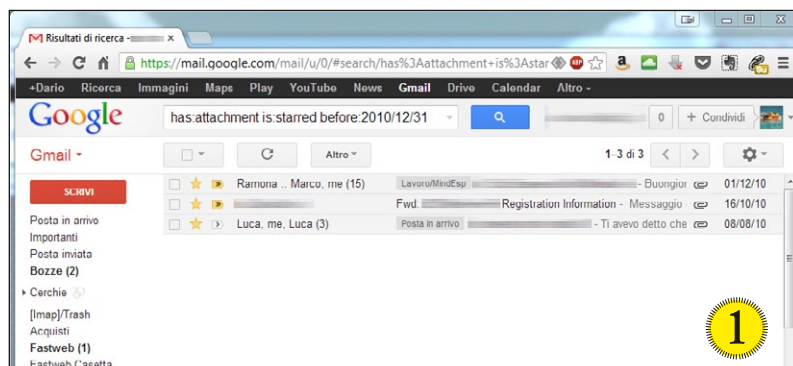 Risultati di ricerca -
https://mail.google.com/mail/u/0/#search/has%3Aattachment+is%3Astar
+Dario Ricerca Immagini Maps Play YouTube News Gmail Drive Calendar Altro
Google has:attachment is:starred before:2010/12/31 0 + Condividi
Gmail Altro 1-3 di 3
SCRIVI
Ramona .. Marco, me (15) Lavoro/MindEsp - Buongior 01/12/10
Fwd. Registration Information - Messaggio 16/10/10
Luca, me, Luca (3) Posta in arrivo - Ti avevo detto che 08/08/10
Posta in arrivo
Importanti
Posta inviata
Bozze (2)
Cerchie
[Imap]/Trash
Acquisti
Fastweb (1)
Fastweb Casetta
1